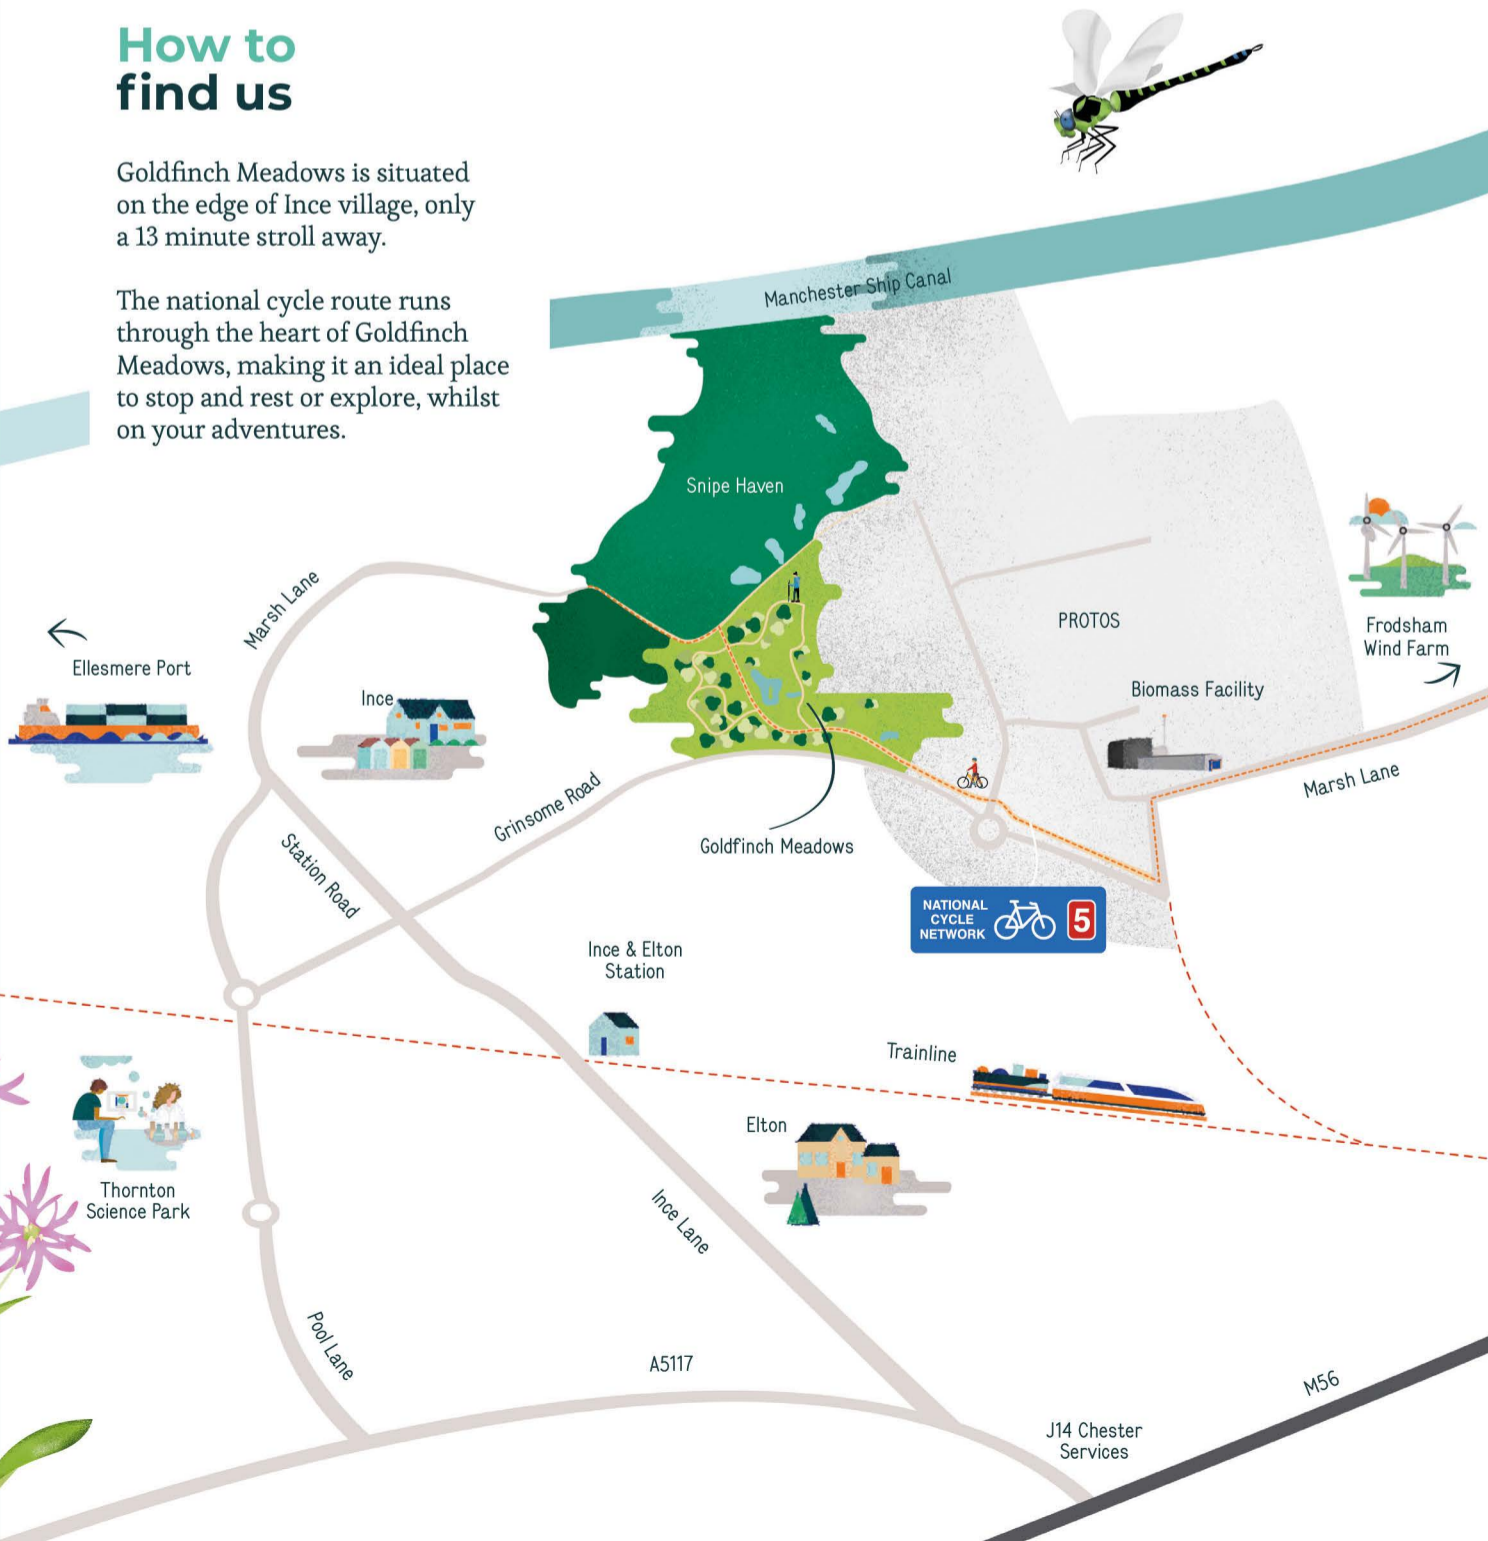 How to
find us
Goldfinch Meadows is situated
on the edge of Ince village, only
a 13 minute stroll away.
The national cycle route runs
through the heart of Goldfinch
Meadows, making it an ideal place
to stop and rest or explore, whilst
on your adventures.
Manchester Ship Canal
Snipe Haven
Marsh Lane
Ellesmere Port
Ince
PROTOS
Frodsham
Wind Farm
Biomass Facility
Marsh Lane
Grinsome Road
Goldfinch Meadows
Station Road
NATIONAL
CYCLE
NETWORK
5
Ince & Elton
Station
Trainline
Elton
Thornton
Science Park
Ince Lane
Pool Lane
A5117
M56
J14 Chester
Services